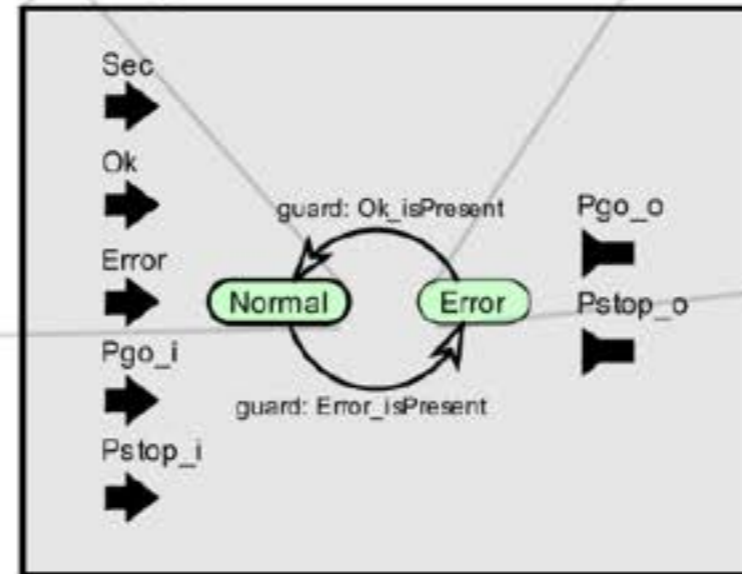 Sec
Ok
guard: Ok_isPresent
Pgo_o
Error
Normal
Error
Pstop_o
Pgo_i
guard: Error_isPresent
Pstop_i